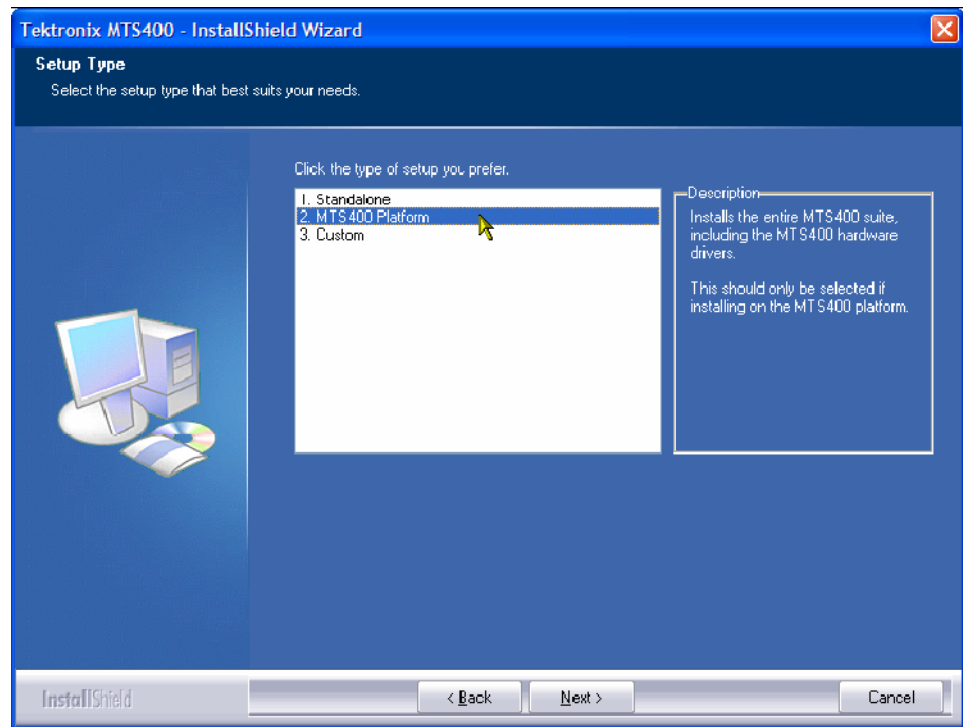 Tektronix MTS400 - InstallShield Wizard
Setup Type
Select the setup type that best suits your needs.
Click the type of setup you prefer.
1. Standalone
2. MTS400 Platform
3. Custom
Description
Installs the entire MTS400 suite,
including the MTS400 hardware
drivers.
This should only be selected if
installing on the MTS400 platform.
InstallShield
< Back
Next >
Cancel